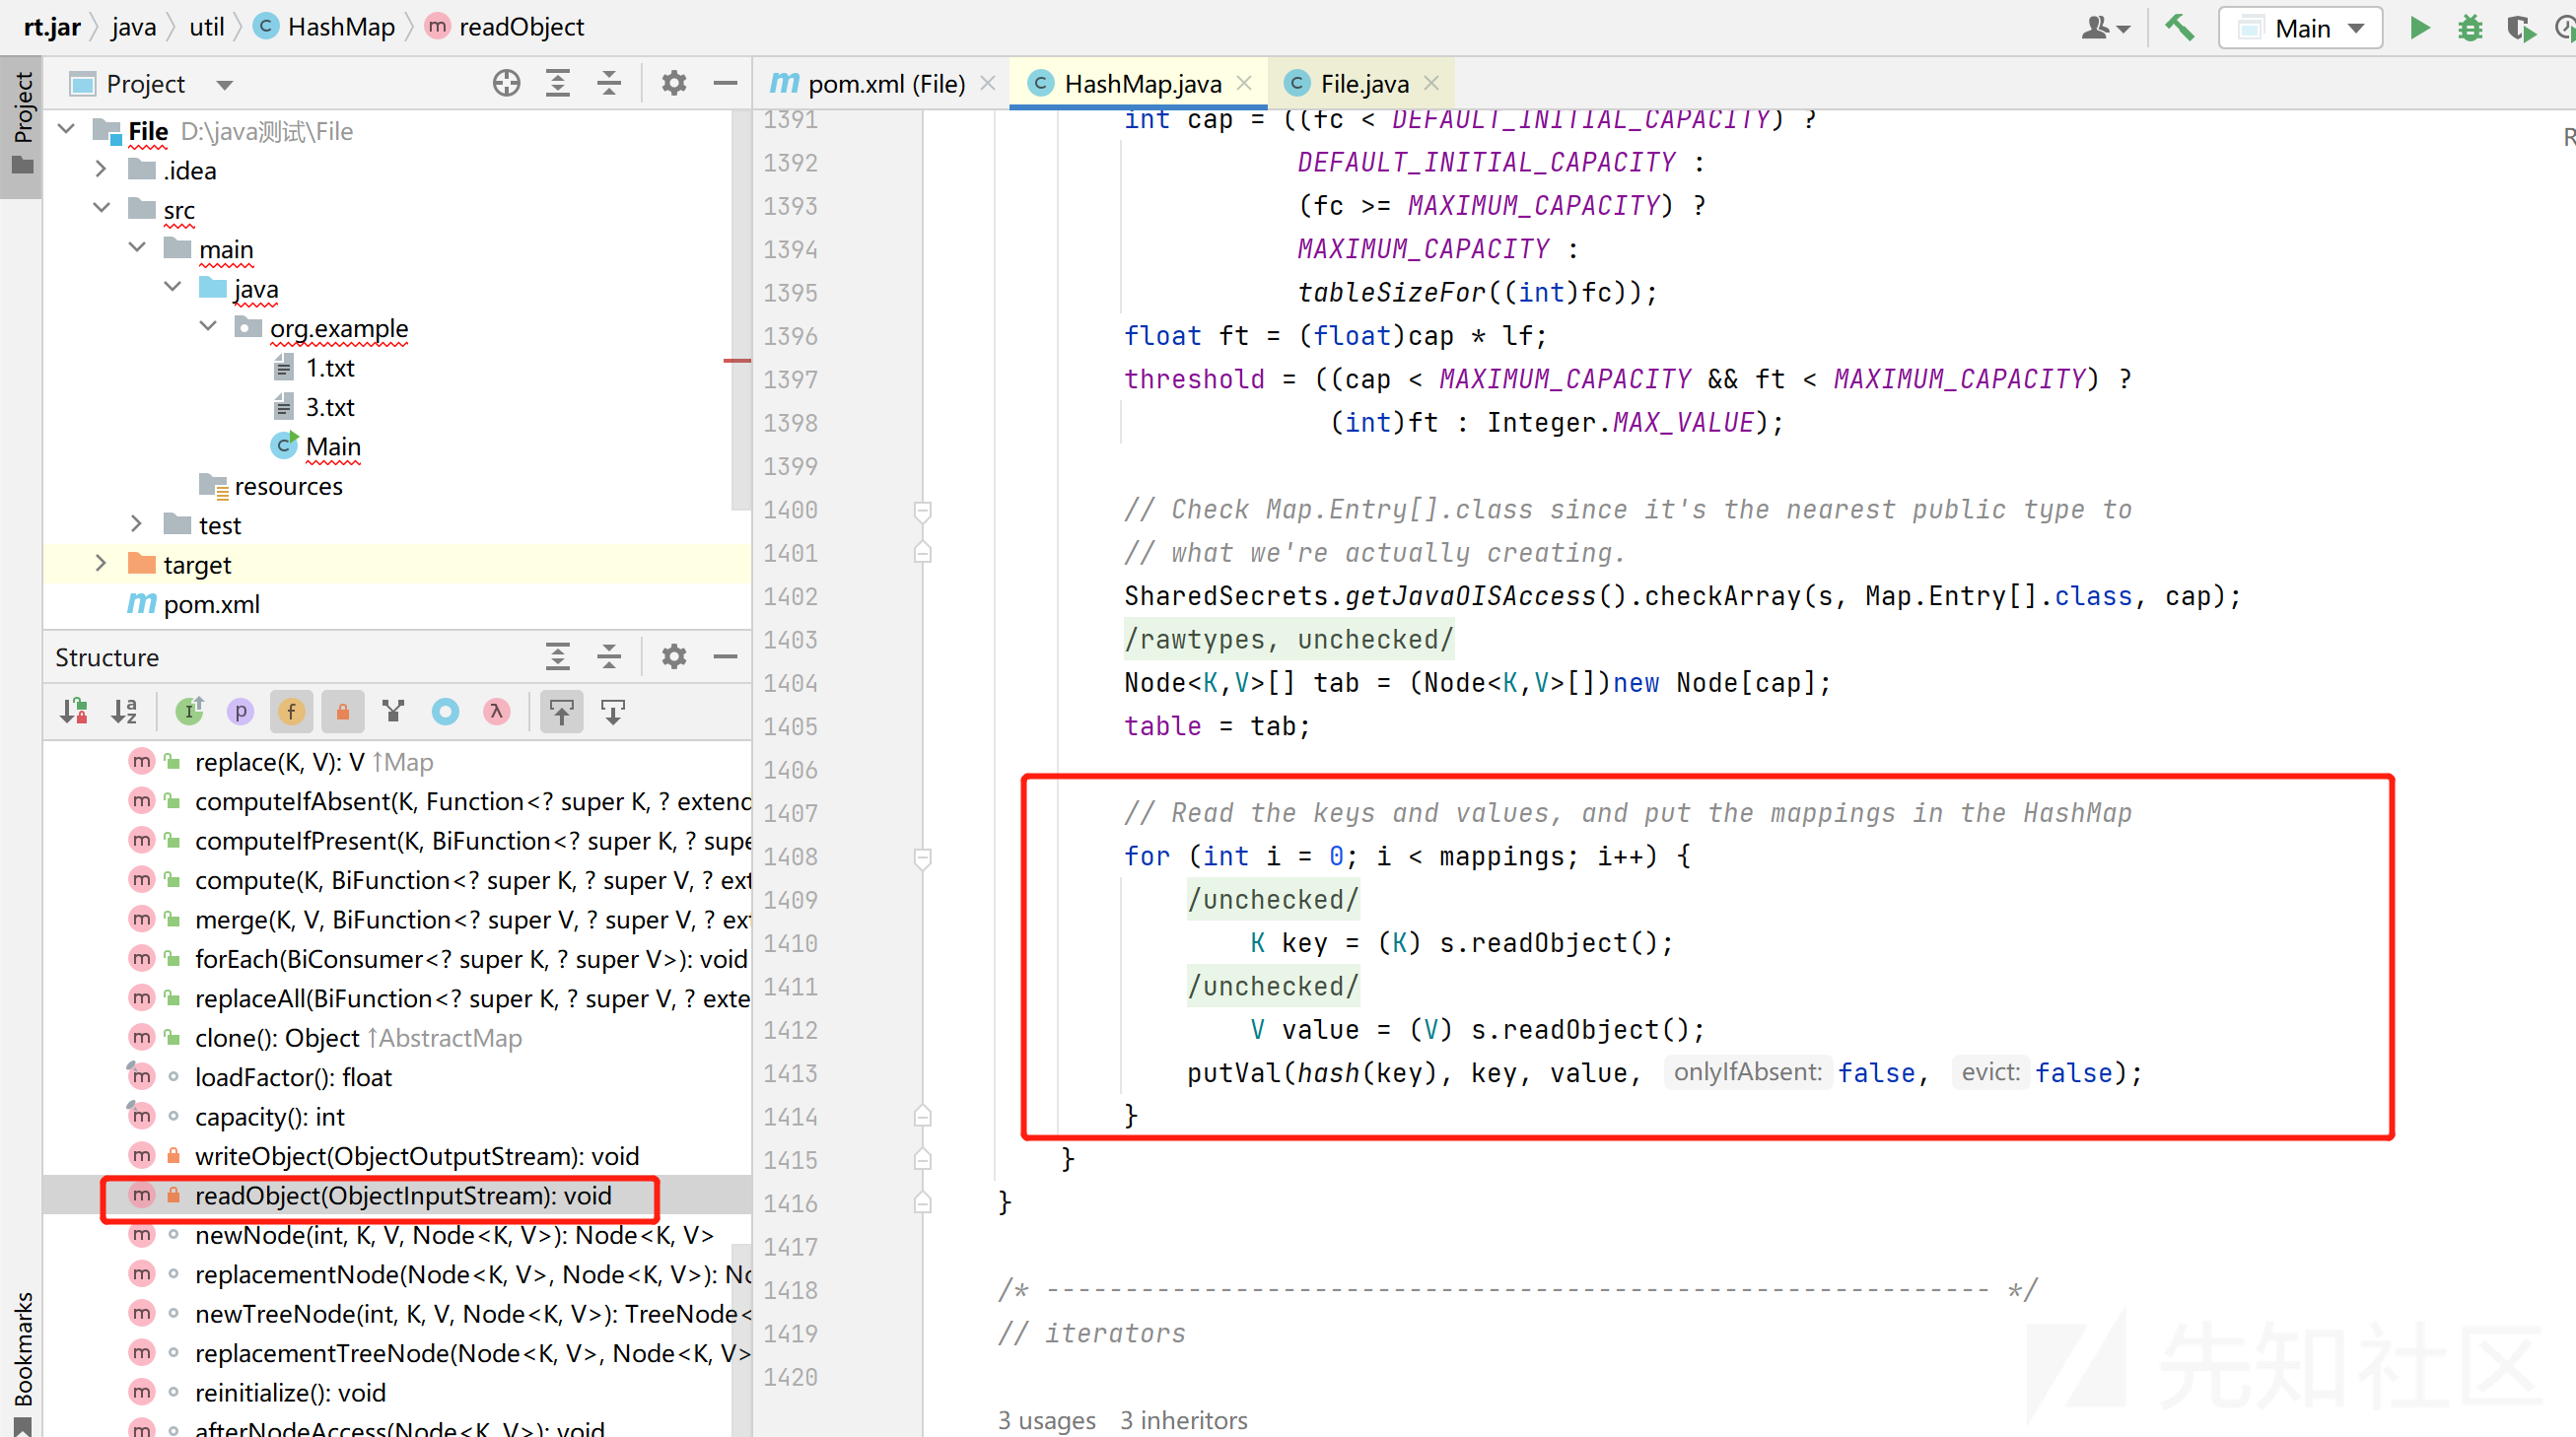 rt.jar java util HashMap readObject
Main
Project
Project
pom.xml (File)
HashMap.java
File.java
File D:\java测试\File
.idea
src
main
java
org.example
1.txt
3.txt
Main
resources
test
target
pom.xml
Structure
replace(K, V): V ↑Map
computeIfAbsent(K, Function<? super K, ? extend
computeIfPresent(K, BiFunction<? super K, ? supe
compute(K, BiFunction<? super K, ? super V, ? ext
merge(K, V, BiFunction<? super V, ? super V, ? ex
forEach(BiConsumer<? super K, ? super V>): void
replaceAll(BiFunction<? super K, ? super V, ? exte
clone(): Object ↑AbstractMap
loadFactor(): float
capacity(): int
writeObject(ObjectOutputStream): void
readObject(ObjectInputStream): void
newNode(int, K, V, Node<K, V>): Node<K, V>
replacementNode(Node<K, V>, Node<K, V>): No
newTreeNode(int, K, V, Node<K, V>): TreeNode<
replacementTreeNode(Node<K, V>, Node<K, V>
reinitialize(): void
afterNodeAccess(Node<K, V>): void
Bookmarks
1391 int cap = ((fc < DEFAULT_INITIAL_CAPACITY) ?
1392 DEFAULT_INITIAL_CAPACITY :
1393 (fc >= MAXIMUM_CAPACITY) ?
1394 MAXIMUM_CAPACITY :
1395 tableSizeFor((int)fc));
1396 float ft = (float)cap * lf;
1397 threshold = ((cap < MAXIMUM_CAPACITY && ft < MAXIMUM_CAPACITY) ?
1398 (int)ft : Integer.MAX_VALUE);
1399
1400 // Check Map.Entry[].class since it's the nearest public type to
1401 // what we're actually creating.
1402 SharedSecrets.getJavaOISAccess().checkArray(s, Map.Entry[].class, cap);
1403 /rawtypes, unchecked/
1404 Node<K,V>[] tab = (Node<K,V>[])new Node[cap];
1405 table = tab;
1406
1407 // Read the keys and values, and put the mappings in the HashMap
1408 for (int i = 0; i < mappings; i++) {
1409 /unchecked/
1410 K key = (K) s.readObject();
1411 /unchecked/
1412 V value = (V) s.readObject();
1413 putVal(hash(key), key, value, onlyIfAbsent: false, evict: false);
1414 }
1415 }
1416 }
1417
1418 /* ------------------------------------------------------------ */
1419 // iterators
1420
3 usages 3 inheritors
先知社区